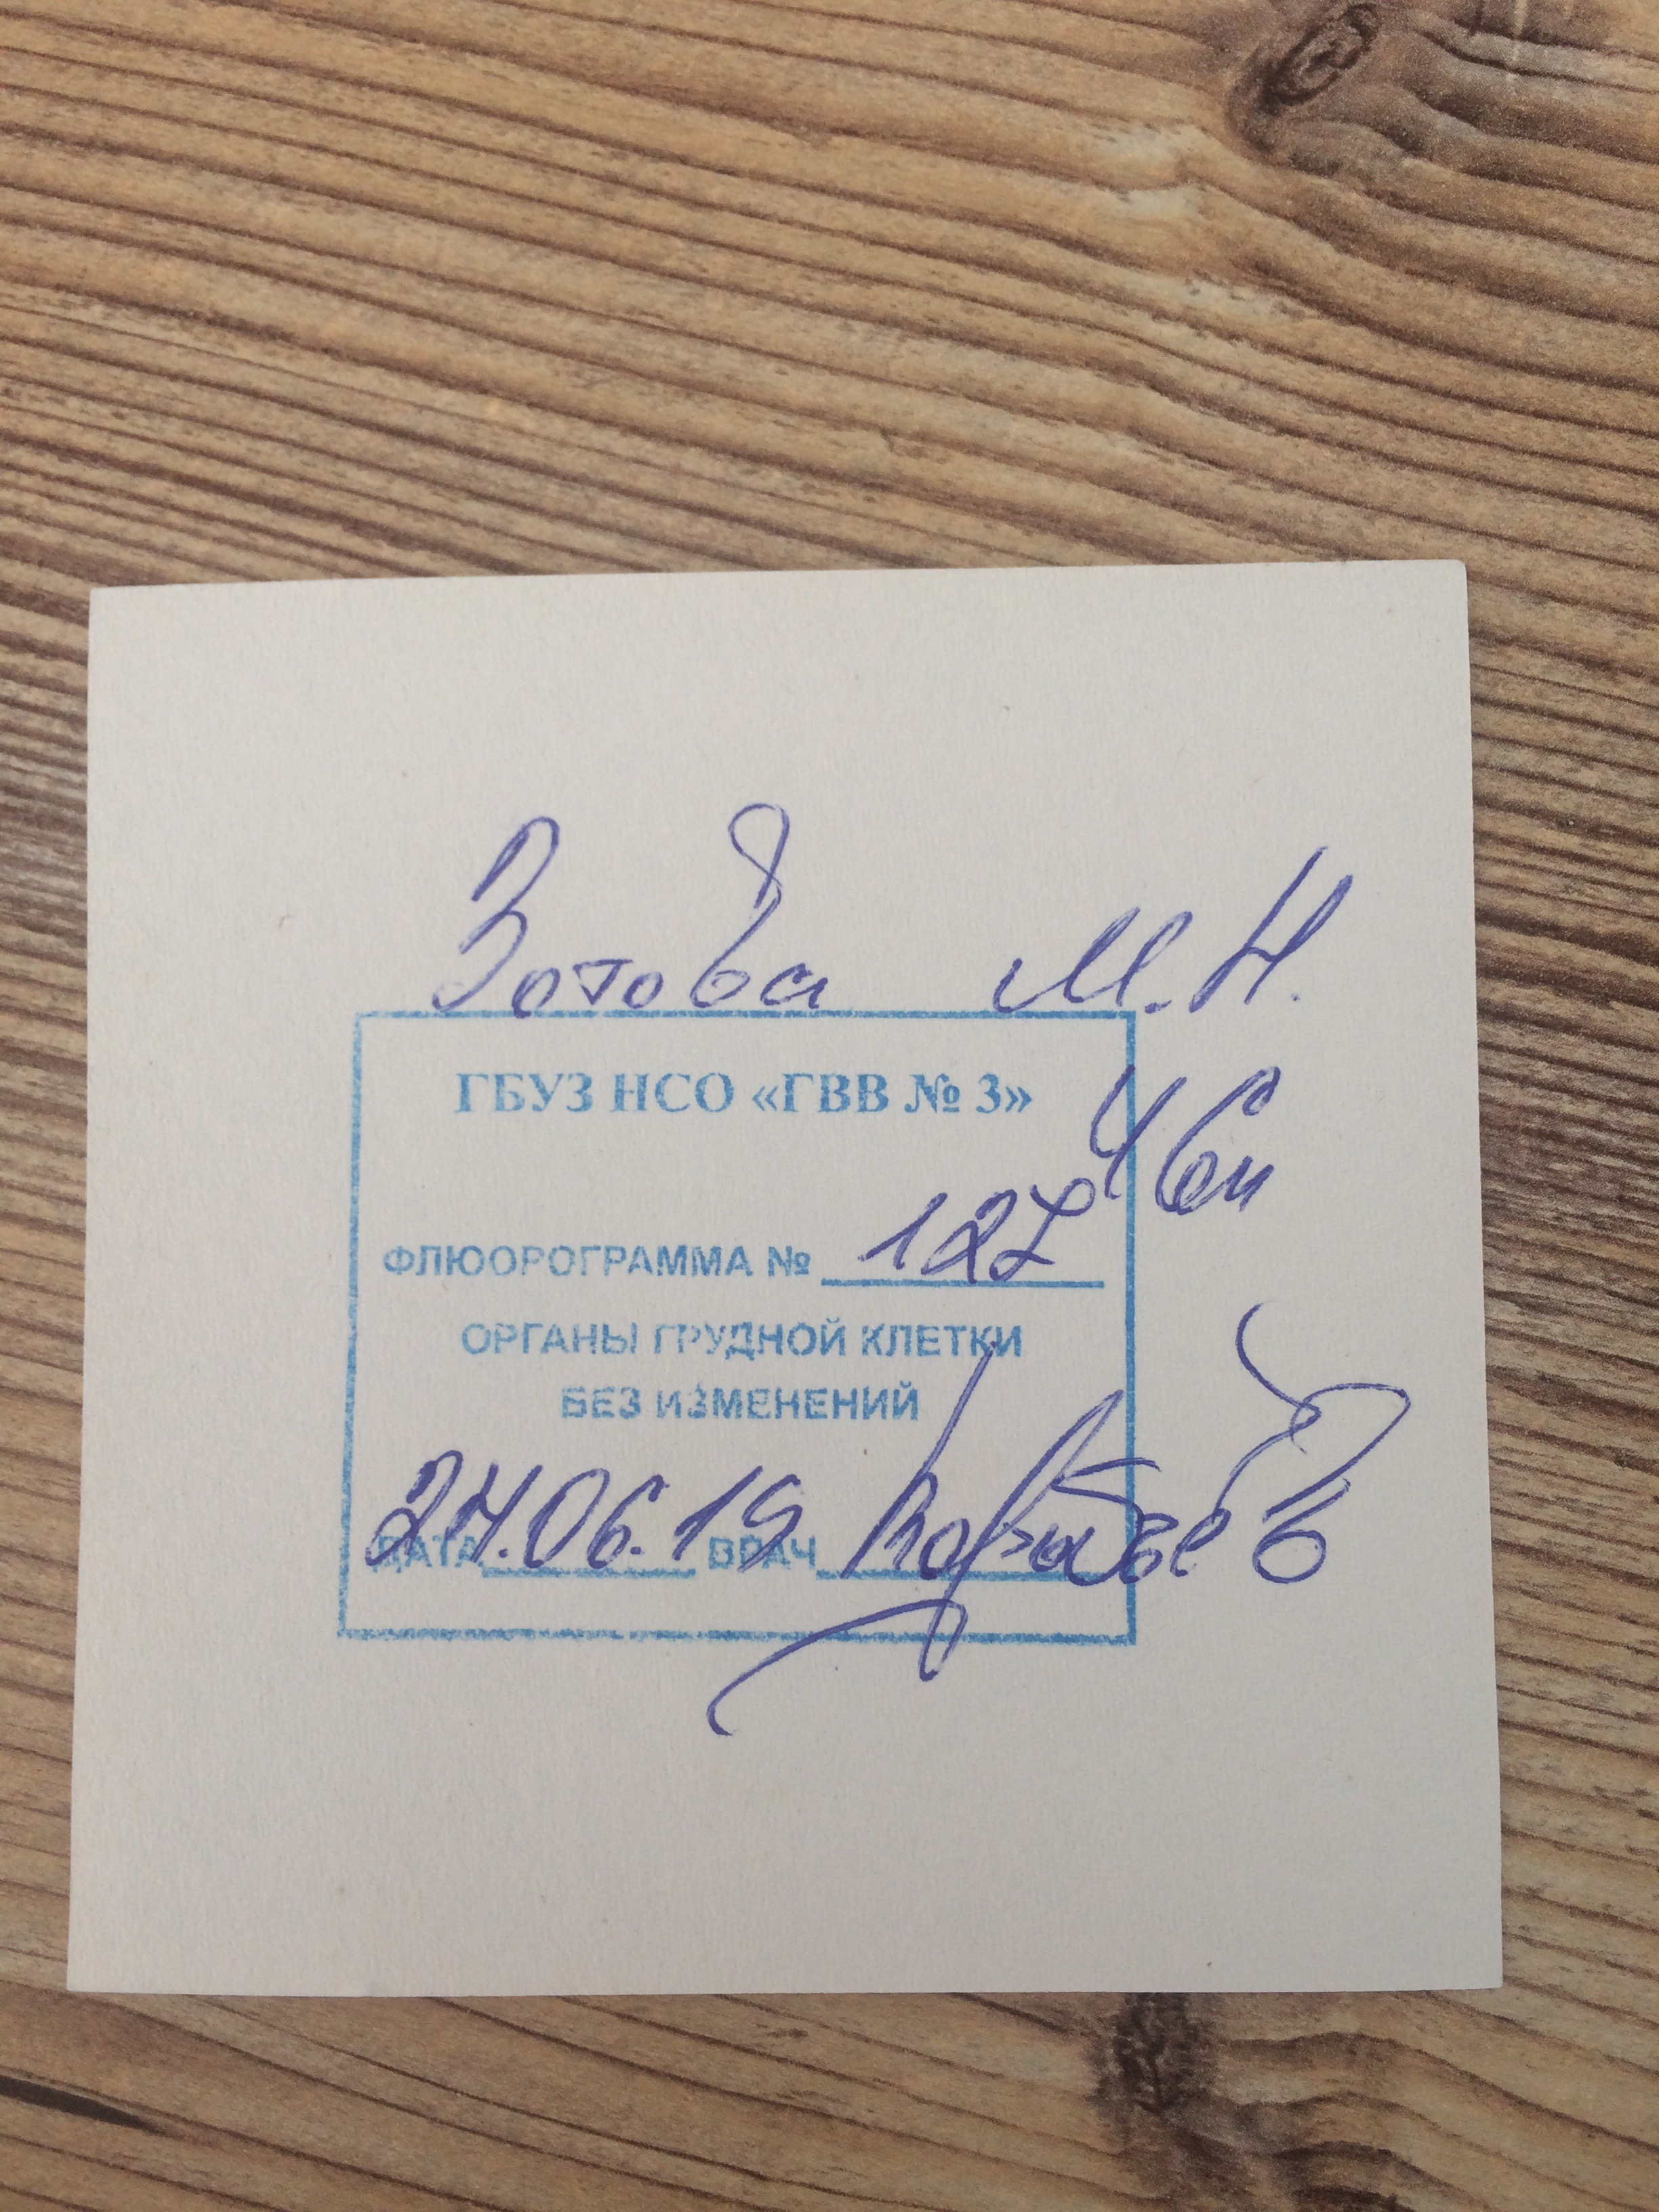 Зотова М.Н.
ГБУЗ НСО «ГВВ № 3»
ФЛЮОРОГРАММА № 127
ОРГАНЫ ГРУДНОЙ КЛЕТКИ
БЕЗ ИЗМЕНЕНИЙ
ДАТА 24.06.19 ВРАЧ